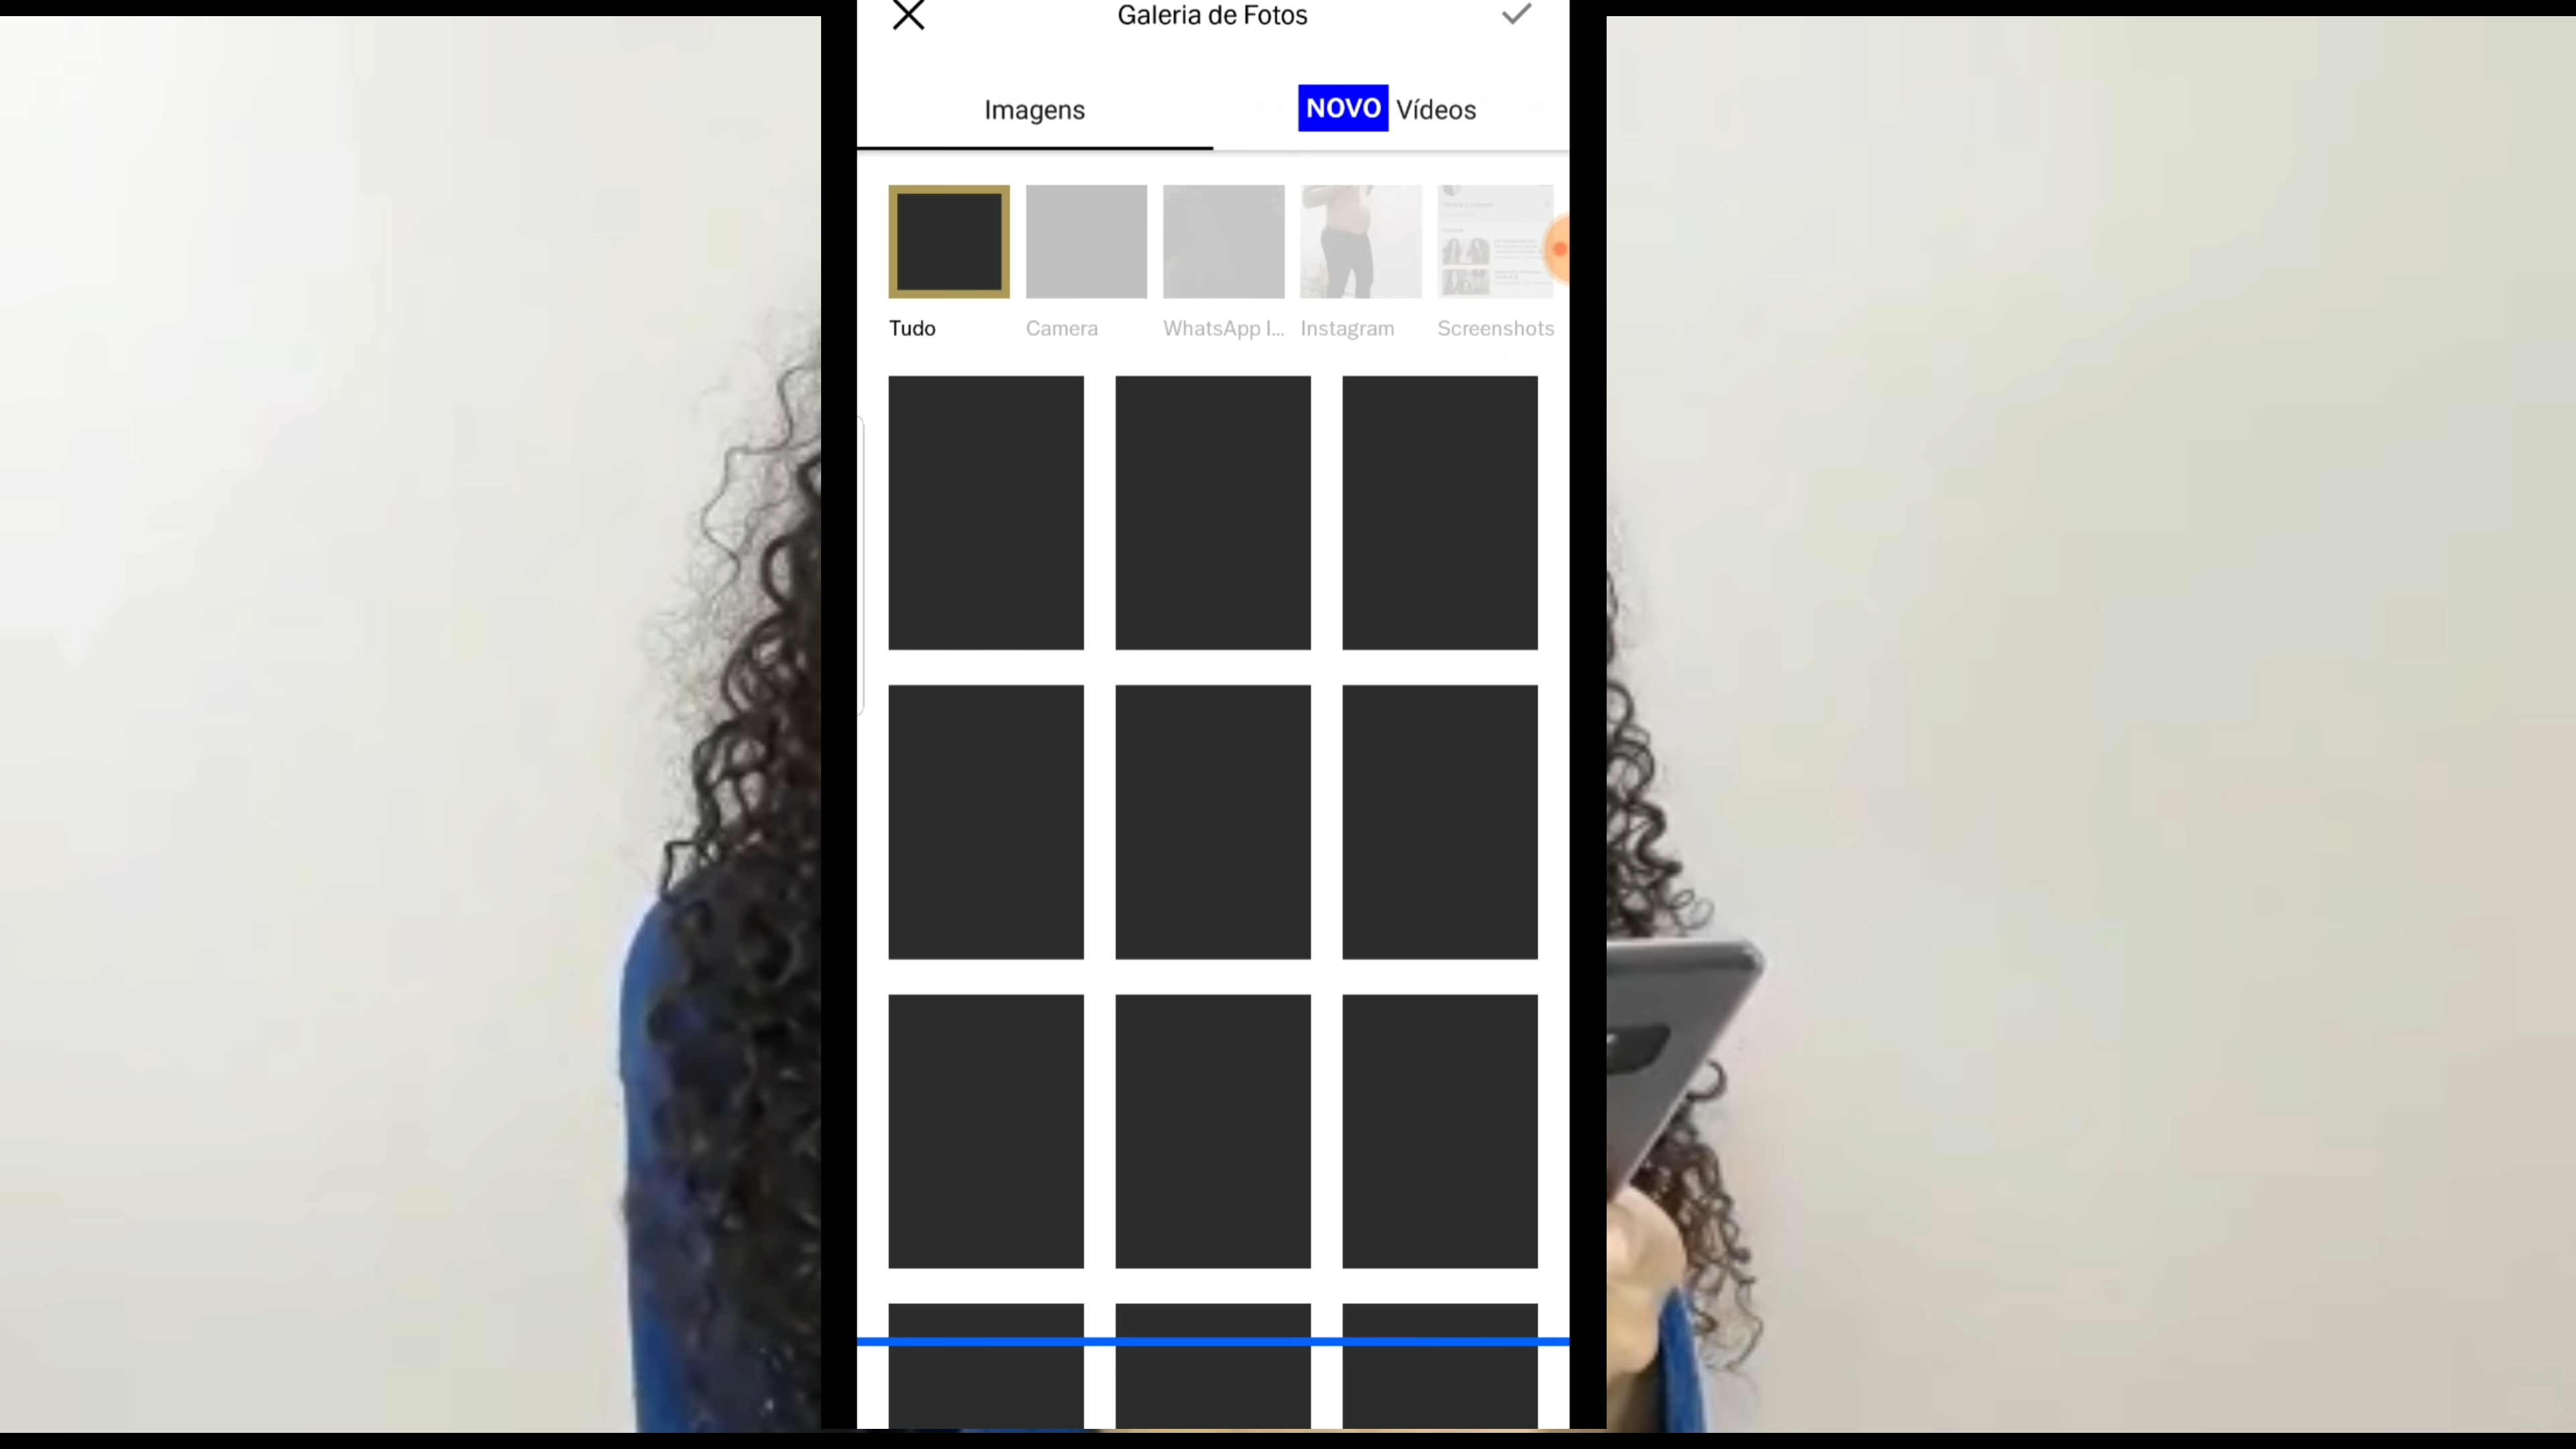 Galeria de Fotos
Imagens
NOVO Vídeos
Tudo
Camera
WhatsApp I...
Instagram
Screenshots